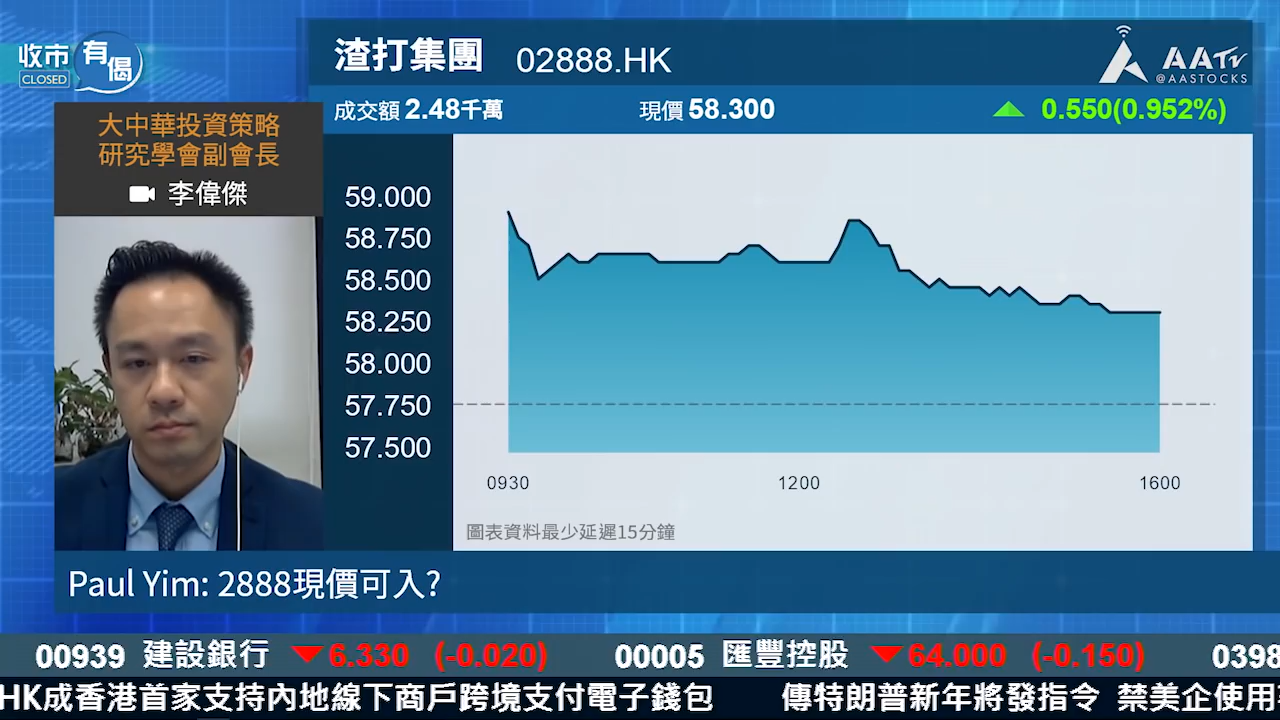 收市 有偈
CLOSED
渣打集團 02888.HK
AATV
@AASTOCKS
成交額 2.48千萬 現價 58.300 0.550(0.952%)
大中華投資策略
研究學會副會長
李偉傑
59.000
58.750
58.500
58.250
58.000
57.750
57.500
0930 1200 1600
圖表資料最少延遲15分鐘
Paul Yim: 2888現價可入?
00939 建設銀行 6.330 (-0.020) 00005 匯豐控股 64.000 (-0.150) 0398
HK成香港首家支持內地線下商戶跨境支付電子錢包 傳特朗普新年將發指令 禁美企使用